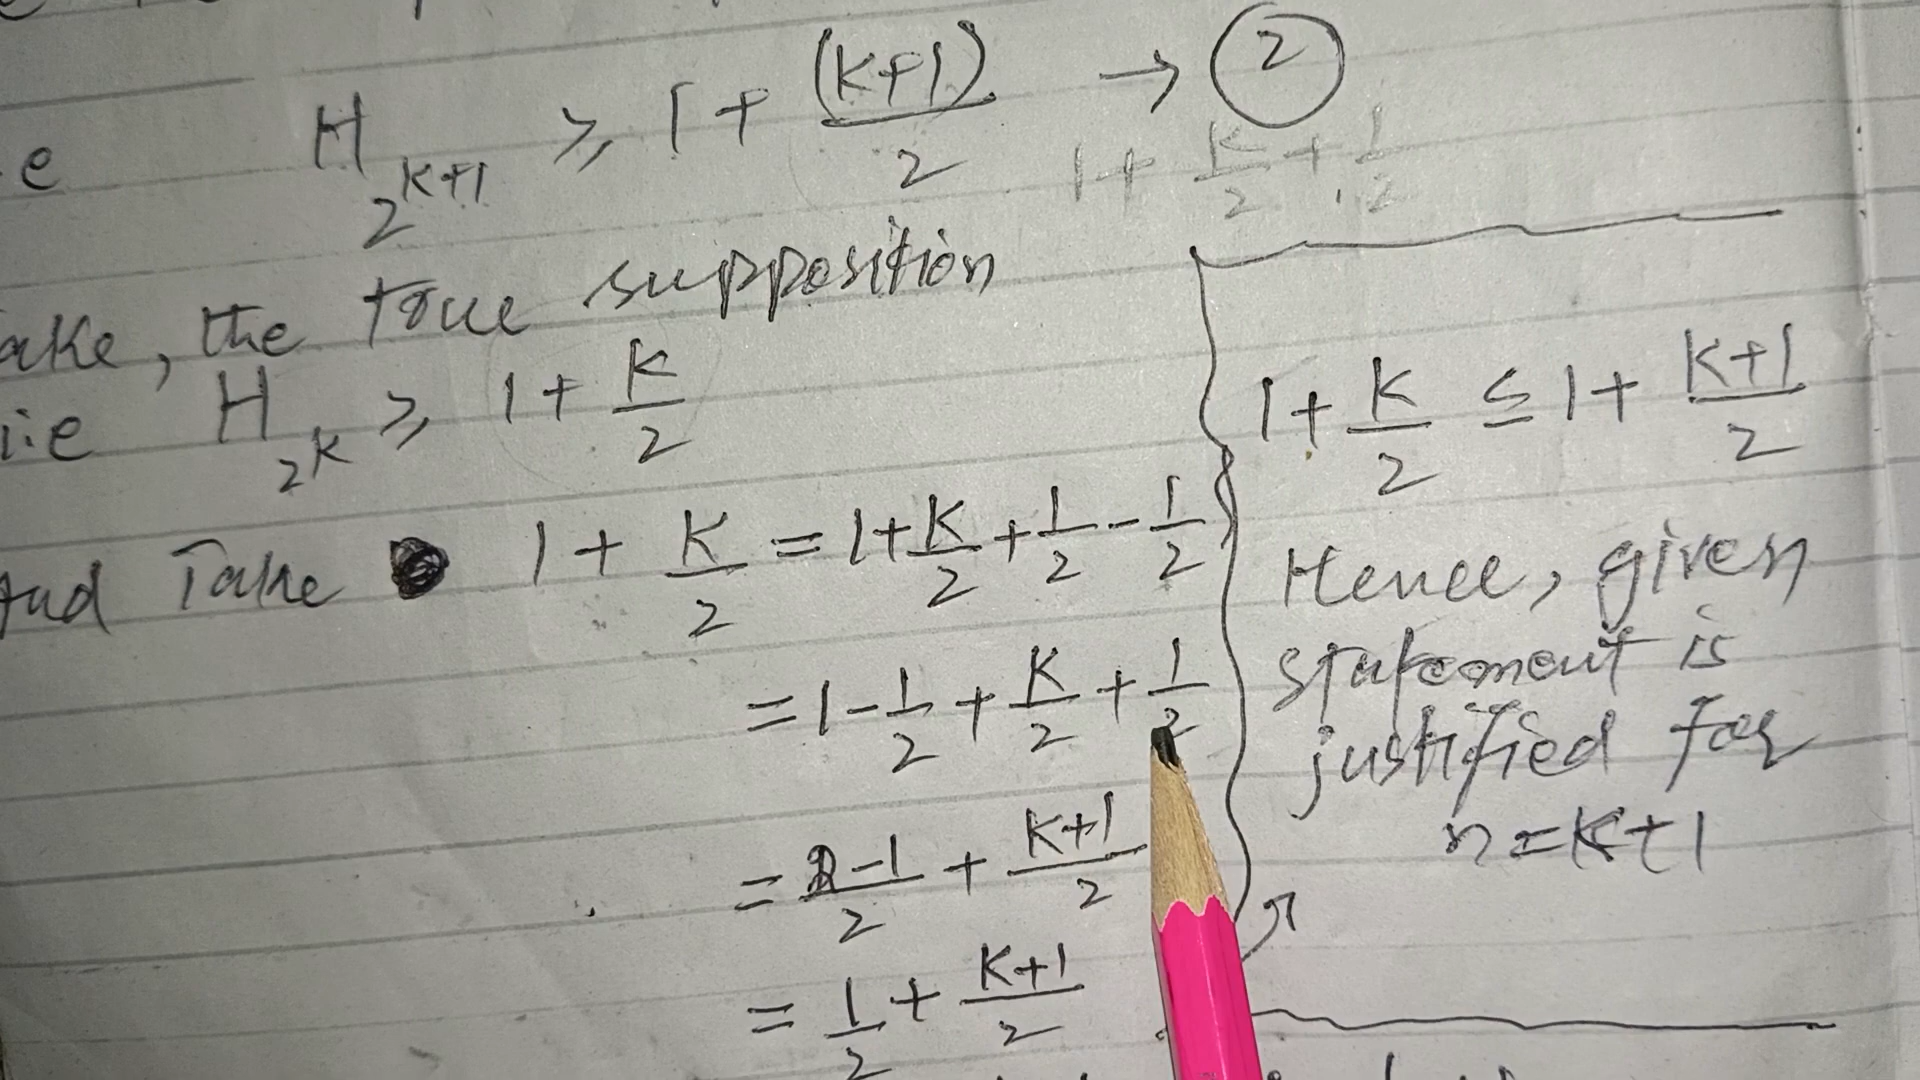 e H_{2^{K+1}} ⩾ 1 + (K+1)/2 → ②
1 + K/2 + 1/2
ake, the true supposition
i.e H_{2^K} ⩾ 1 + K/2
And Take 1 + K/2 = 1 + K/2 + 1/2 - 1/2
= 1 - 1/2 + K/2 + 1/2
= 2-1/2 + K+1/2
= 1/2 + K+1/2
1 + K/2 ≤ 1 + K+1/2
Hence, given
statement is
justified for
n = K+1